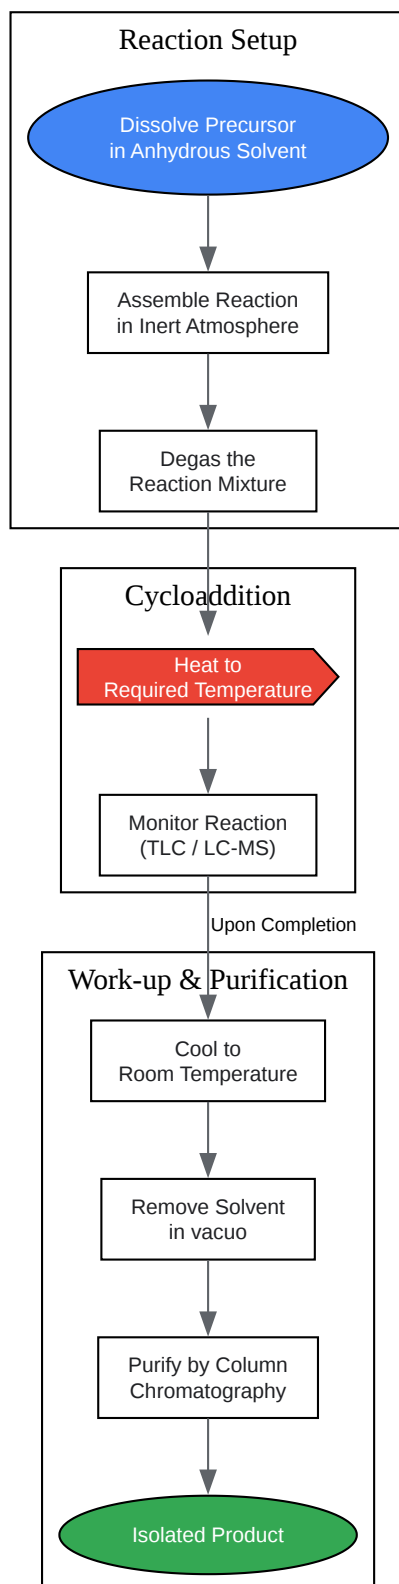 Reaction Setup
Dissolve Precursor
in Anhydrous Solvent
Assemble Reaction
in Inert Atmosphere
Degas the
Reaction Mixture
Cycloaddition
Heat to
Required Temperature
Monitor Reaction
(TLC / LC-MS)
Upon Completion
Work-up & Purification
Cool to
Room Temperature
Remove Solvent
in vacuo
Purify by Column
Chromatography
Isolated Product